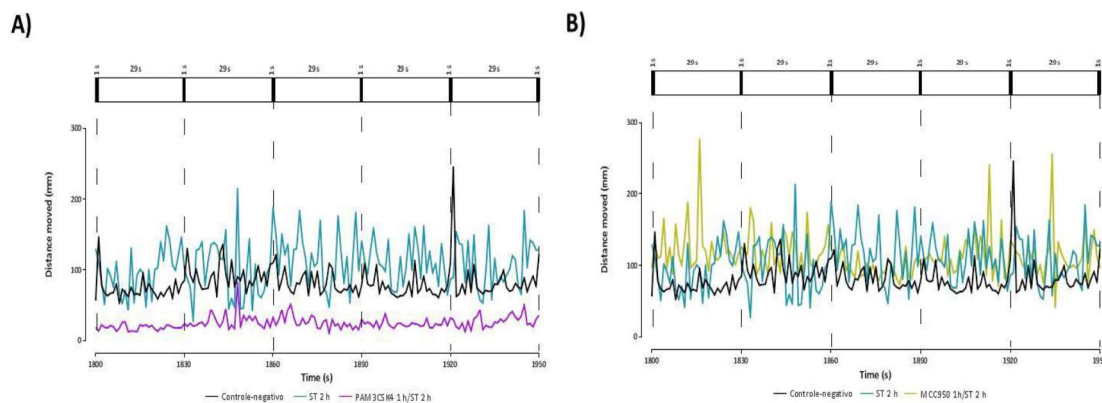 A)
1 s 29 s 1 s 29 s 1 s 29 s 1 s 29 s 1 s 29 s 1 s
Distance moved (mm)
300
200
100
0
1800 1830 1860 1890 1920 1950
Time (s)
Controle-negativo ST 2 h PAM3CSK4 1 h/ST 2 h
B)
1 s 29 s 1 s 29 s 1 s 29 s 1 s 29 s 1 s 29 s 1 s
Distance moved (mm)
300
200
100
0
1800 1830 1860 1890 1920 1950
Time (s)
Controle-negativo ST 2 h MCC950 1h/ST 2 h